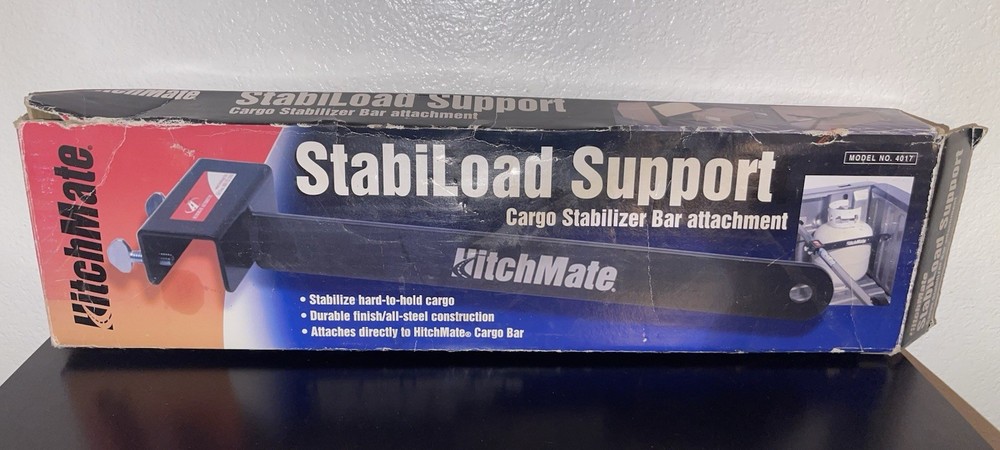 HitchMate
StabiLoad Support
Cargo Stabilizer Bar attachment
HitchMate®
StabiLoad Support
Cargo Stabilizer Bar attachment
MODEL NO. 4017
HitchMate®
• Stabilize hard-to-hold cargo
• Durable finish/all-steel construction
• Attaches directly to HitchMate® Cargo Bar
StabiLoad Support